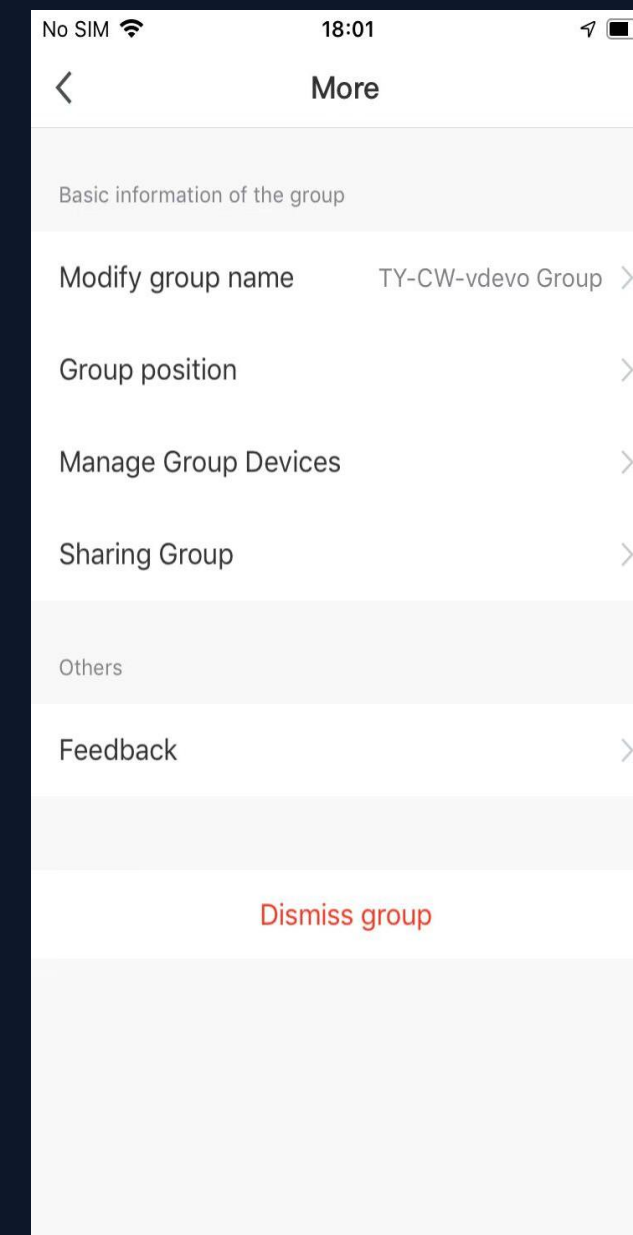 No SIM 18:01
More
Basic information of the group
Modify group name TY-CW-vdevo Group
Group position
Manage Group Devices
Sharing Group
Others
Feedback
Dismiss group